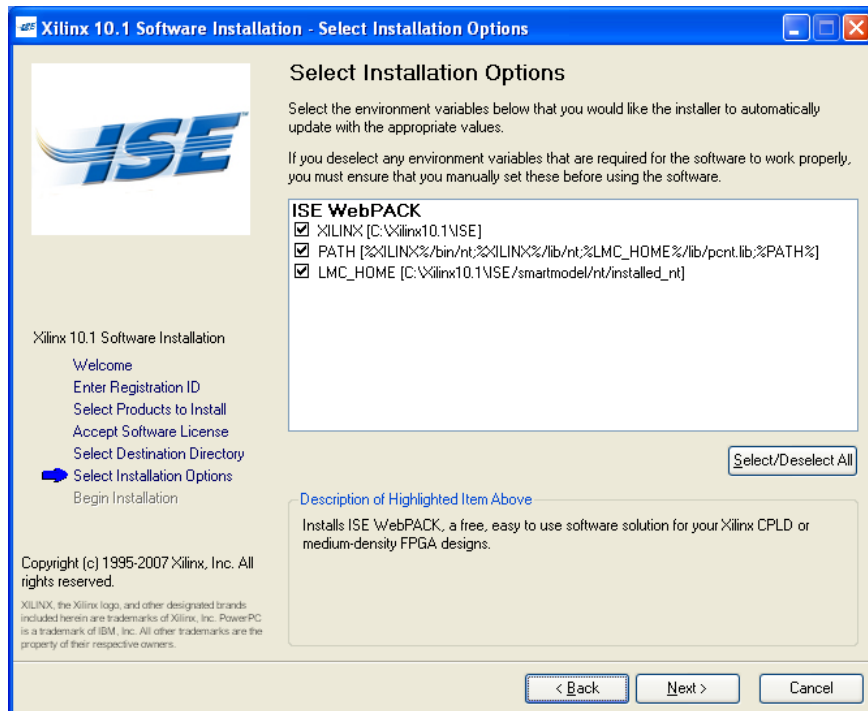 Xilinx 10.1 Software Installation - Select Installation Options
ISE
Select Installation Options
Select the environment variables below that you would like the installer to automatically
update with the appropriate values.
If you deselect any environment variables that are required for the software to work properly,
you must ensure that you manually set these before using the software.
ISE WebPACK
XILINX [C:\Xilinx10.1\ISE]
PATH [%XILINX%/bin/nt;%XILINX%/lib/nt;%LMC_HOME%/lib/pcnt.lib;%PATH%]
LMC_HOME [C:\Xilinx10.1\ISE/smartmodel/nt/installed_nt]
Xilinx 10.1 Software Installation
Welcome
Enter Registration ID
Select Products to Install
Accept Software License
Select Destination Directory
Select Installation Options
Begin Installation
Select/Deselect All
Description of Highlighted Item Above
Installs ISE WebPACK, a free, easy to use software solution for your Xilinx CPLD or
medium-density FPGA designs.
Copyright (c) 1995-2007 Xilinx, Inc. All
rights reserved.
XILINX, the Xilinx logo, and other designated brands
included herein are trademarks of Xilinx, Inc. PowerPC
is a trademark of IBM, Inc. All other trademarks are the
property of their respective owners.
< Back
Next >
Cancel